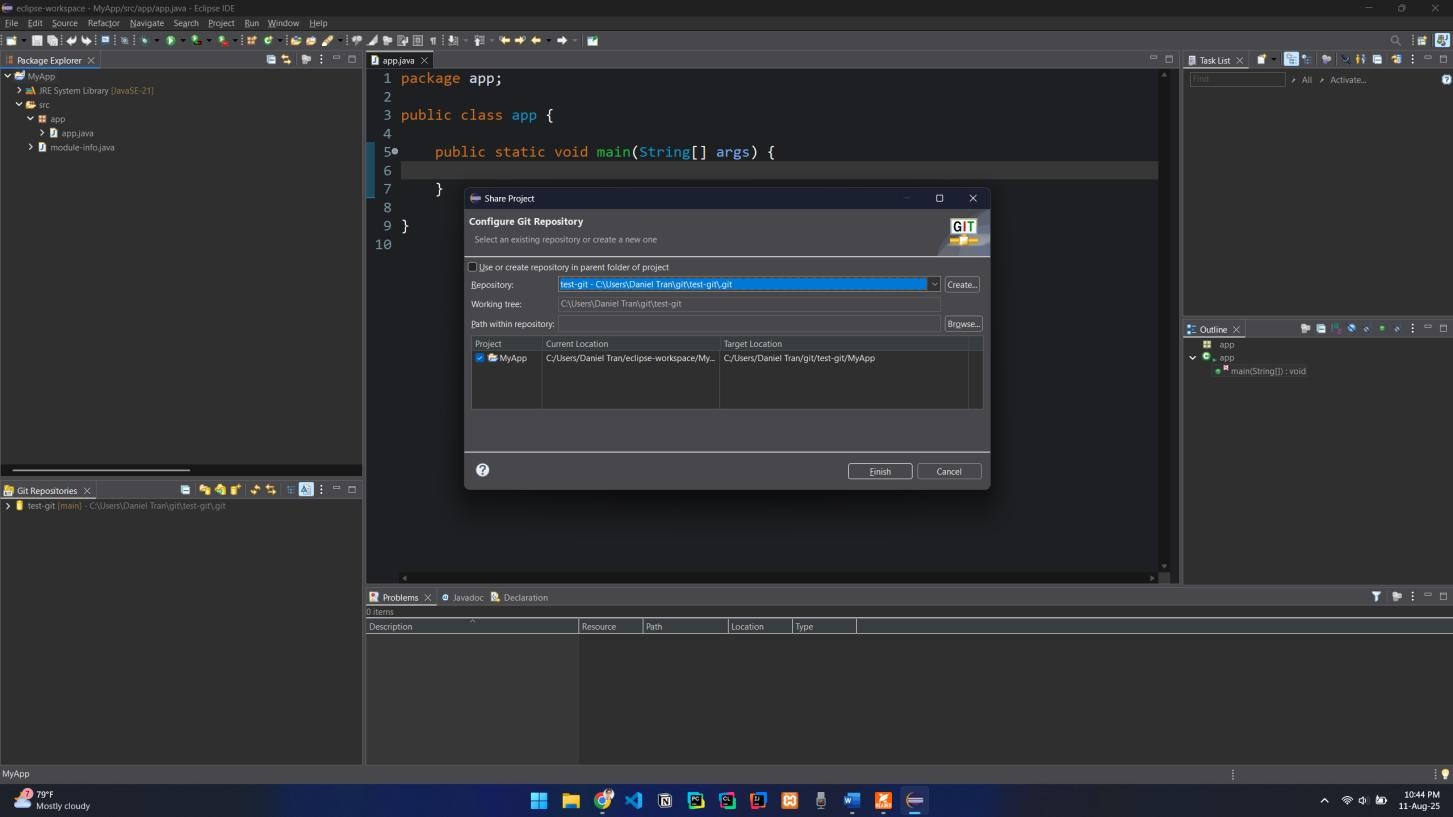 eclipse-workspace - MyApp/src/app/app.java - Eclipse IDE
File Edit Source Refactor Navigate Search Project Run Window Help
Package Explorer
MyApp
JRE System Library [JavaSE-21]
src
app
app.java
module-info.java
app.java
1 package app;
2
3 public class app {
4
5 public static void main(String[] args) {
6
7 }
8
9 }
10
Share Project
Configure Git Repository
Select an existing repository or create a new one
GIT
Use or create repository in parent folder of project
Repository: test-git - C:\Users\Daniel Tran\git\test-git\.git Create...
Working tree: C:\Users\Daniel Tran\git\test-git
Path within repository: Browse...
Project Current Location Target Location
MyApp C:/Users/Daniel Tran/eclipse-workspace/My... C:/Users/Daniel Tran/git/test-git/MyApp
Finish Cancel
Task List
Find All Activate...
Outline
app
app
main(String[]) : void
Git Repositories
test-git [main] - C:\Users\Daniel Tran\git\test-git\.git
Problems Javadoc Declaration
0 items
Description Resource Path Location Type
MyApp
79°F
Mostly cloudy
10:44 PM
11-Aug-25